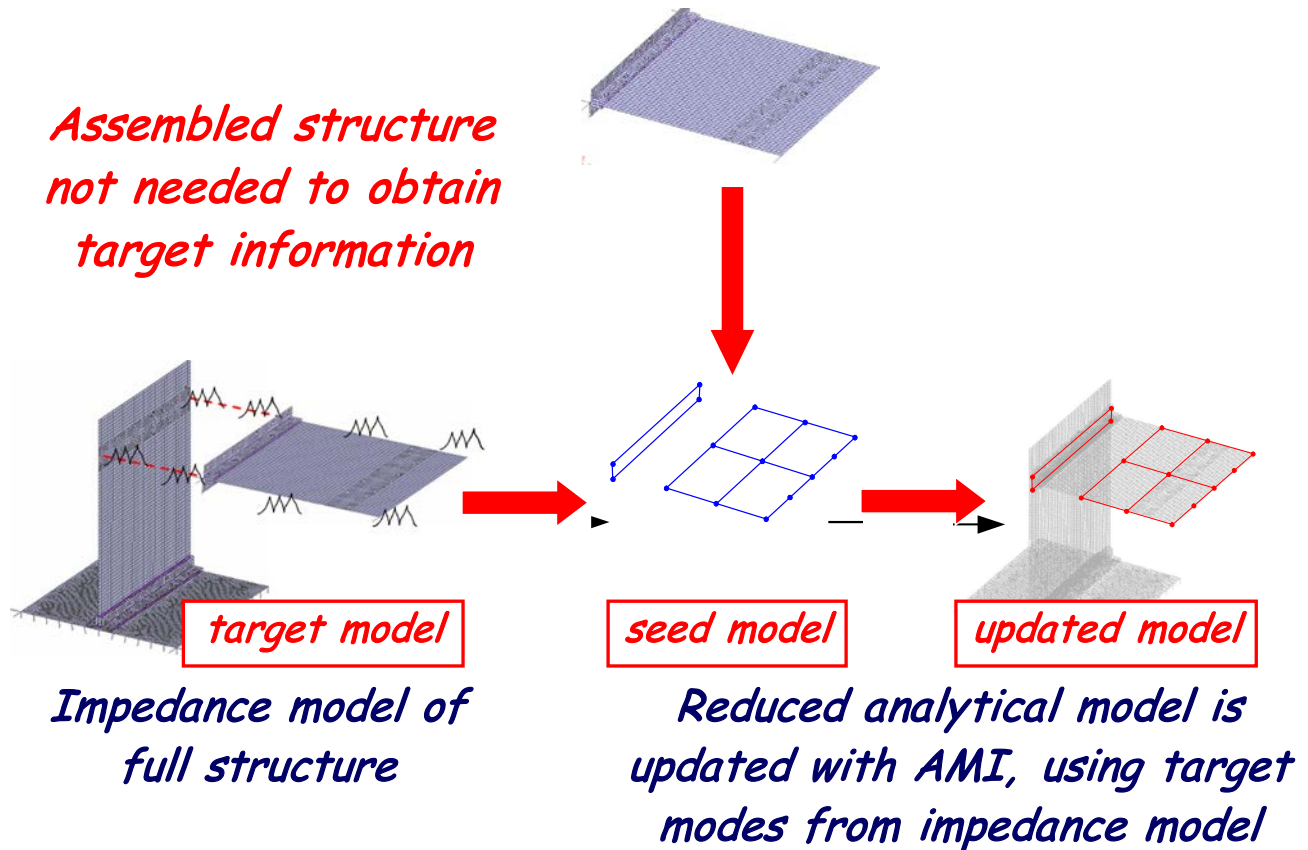 Assembled structure
not needed to obtain
target information
target model
seed model
updated model
Impedance model of
full structure
Reduced analytical model is
updated with AMI, using target
modes from impedance model